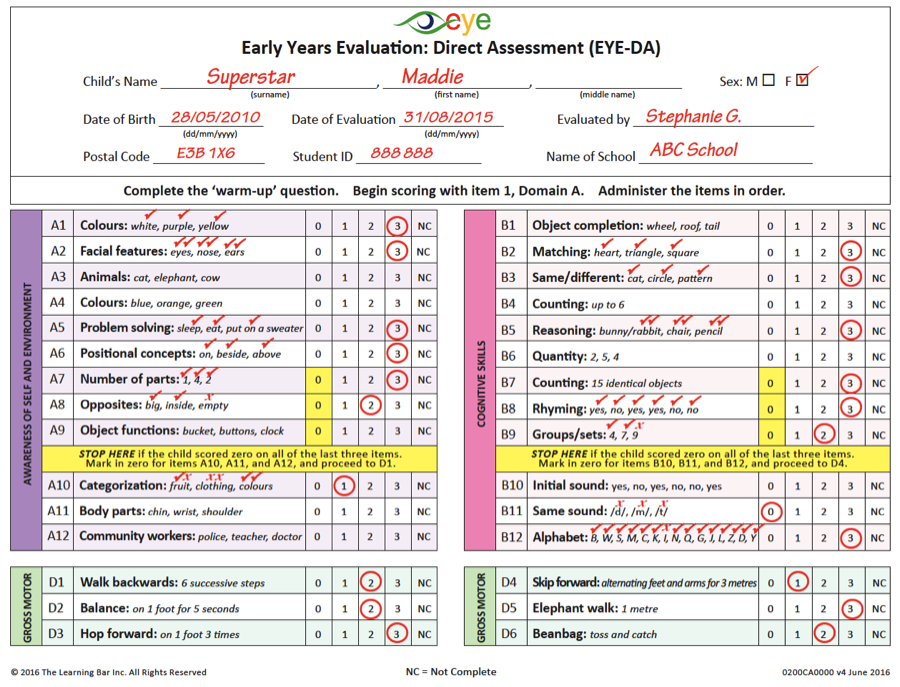 eye
Early Years Evaluation: Direct Assessment (EYE-DA)
Child's Name Superstar, Maddie, Sex: M F
(surname) (first name) (middle name)
Date of Birth 28/05/2010 Date of Evaluation 31/08/2015 Evaluated by Stephanie G.
(dd/mm/yyyy) (dd/mm/yyyy)
Postal Code E3B 1X6 Student ID 888 888 Name of School ABC School
Complete the ‘warm-up’ question. Begin scoring with item 1, Domain A. Administer the items in order.
AWARENESS OF SELF AND ENVIRONMENT
A1 Colours: white, purple, yellow 0 1 2 3 NC
A2 Facial features: eyes, nose, ears 0 1 2 3 NC
A3 Animals: cat, elephant, cow 0 1 2 3 NC
A4 Colours: blue, orange, green 0 1 2 3 NC
A5 Problem solving: sleep, eat, put on a sweater 0 1 2 3 NC
A6 Positional concepts: on, beside, above 0 1 2 3 NC
A7 Number of parts: 1, 4, 2 0 1 2 3 NC
A8 Opposites: big, inside, empty 0 1 2 3 NC
A9 Object functions: bucket, buttons, clock 0 1 2 3 NC
STOP HERE if the child scored zero on all of the last three items.
Mark in zero for items A10, A11, and A12, and proceed to D1.
A10 Categorization: fruit, clothing, colours 0 1 2 3 NC
A11 Body parts: chin, wrist, shoulder 0 1 2 3 NC
A12 Community workers: police, teacher, doctor 0 1 2 3 NC
COGNITIVE SKILLS
B1 Object completion: wheel, roof, tail 0 1 2 3 NC
B2 Matching: heart, triangle, square 0 1 2 3 NC
B3 Same/different: cat, circle, pattern 0 1 2 3 NC
B4 Counting: up to 6 0 1 2 3 NC
B5 Reasoning: bunny/rabbit, chair, pencil 0 1 2 3 NC
B6 Quantity: 2, 5, 4 0 1 2 3 NC
B7 Counting: 15 identical objects 0 1 2 3 NC
B8 Rhyming: yes, no, yes, yes, no, no 0 1 2 3 NC
B9 Groups/sets: 4, 7, 9 0 1 2 3 NC
STOP HERE if the child scored zero on all of the last three items.
Mark in zero for items B10, B11, and B12, and proceed to D4.
B10 Initial sound: yes, no, yes, no, no, yes 0 1 2 3 NC
B11 Same sound: /d/, /m/, /t/ 0 1 2 3 NC
B12 Alphabet: B, W, S, M, C, K, I, N, Q, G, J, L, Z, D, Y 0 1 2 3 NC
GROSS MOTOR
D1 Walk backwards: 6 successive steps 0 1 2 3 NC
D2 Balance: on 1 foot for 5 seconds 0 1 2 3 NC
D3 Hop forward: on 1 foot 3 times 0 1 2 3 NC
GROSS MOTOR
D4 Skip forward: alternating feet and arms for 3 metres 0 1 2 3 NC
D5 Elephant walk: 1 metre 0 1 2 3 NC
D6 Beanbag: toss and catch 0 1 2 3 NC
© 2016 The Learning Bar Inc. All Rights Reserved NC = Not Complete 0200CA0000 v4 June 2016